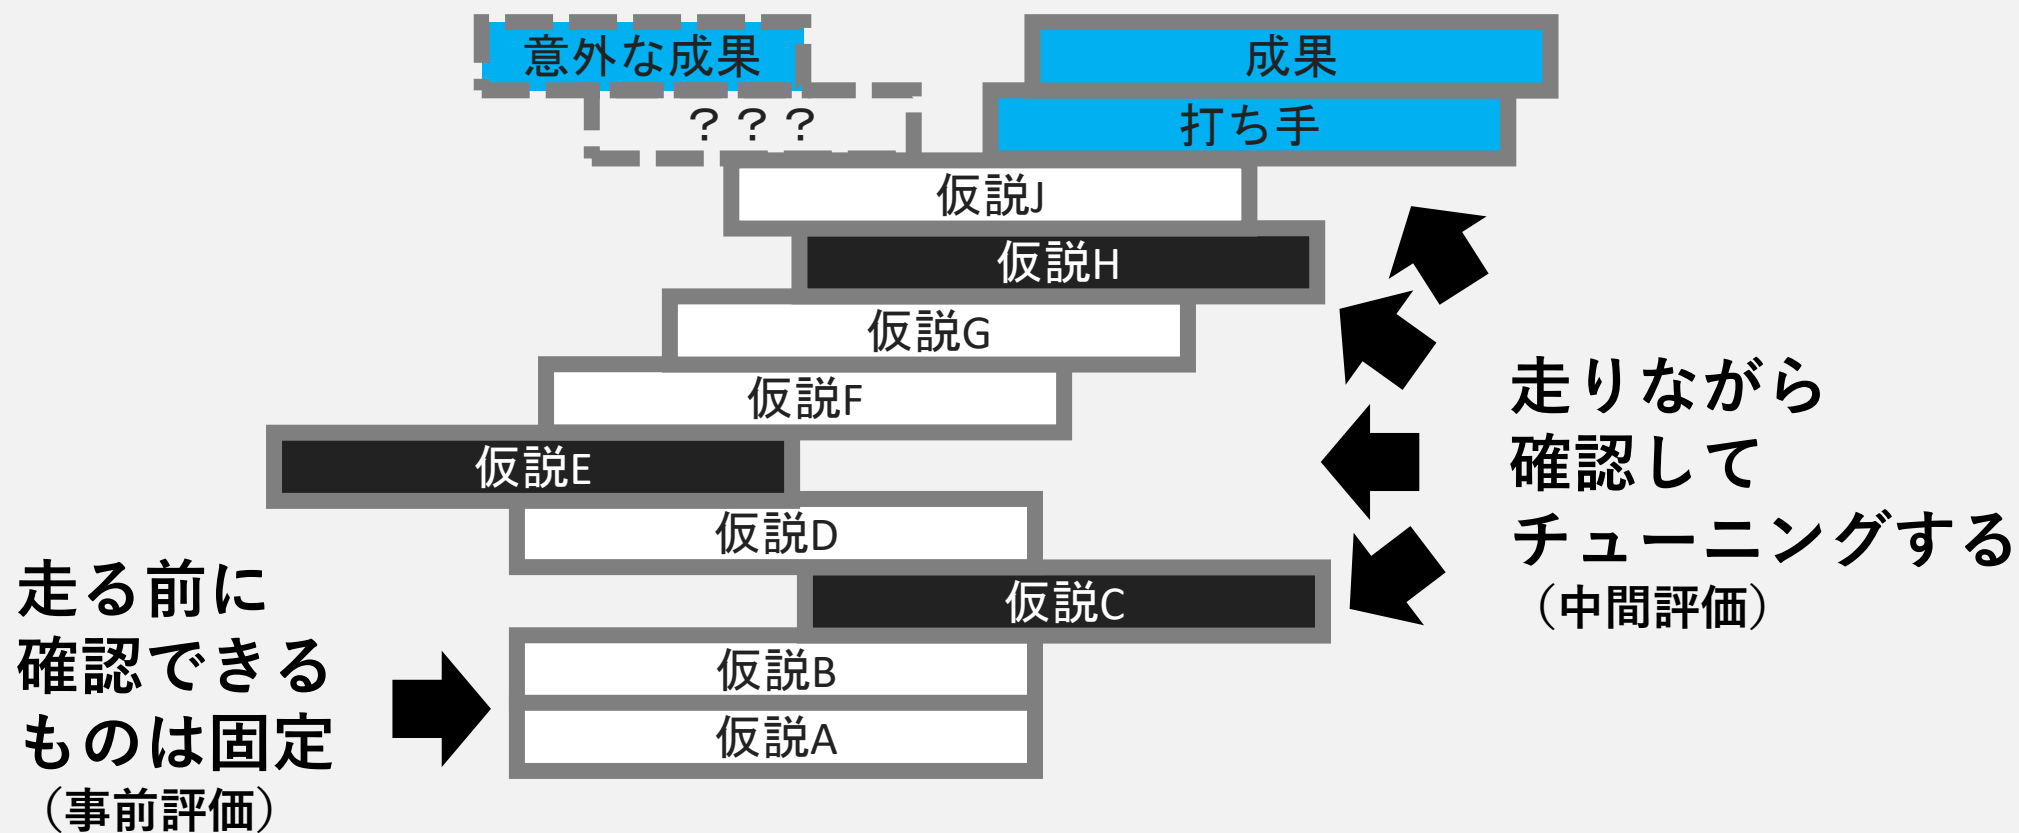 意外な成果
成果
？？？
打ち手
仮説J
仮説H
仮説G
仮説F
仮説E
仮説D
仮説C
仮説B
仮説A
走りながら
確認して
チューニングする
（中間評価）
走る前に
確認できる
ものは固定
（事前評価）